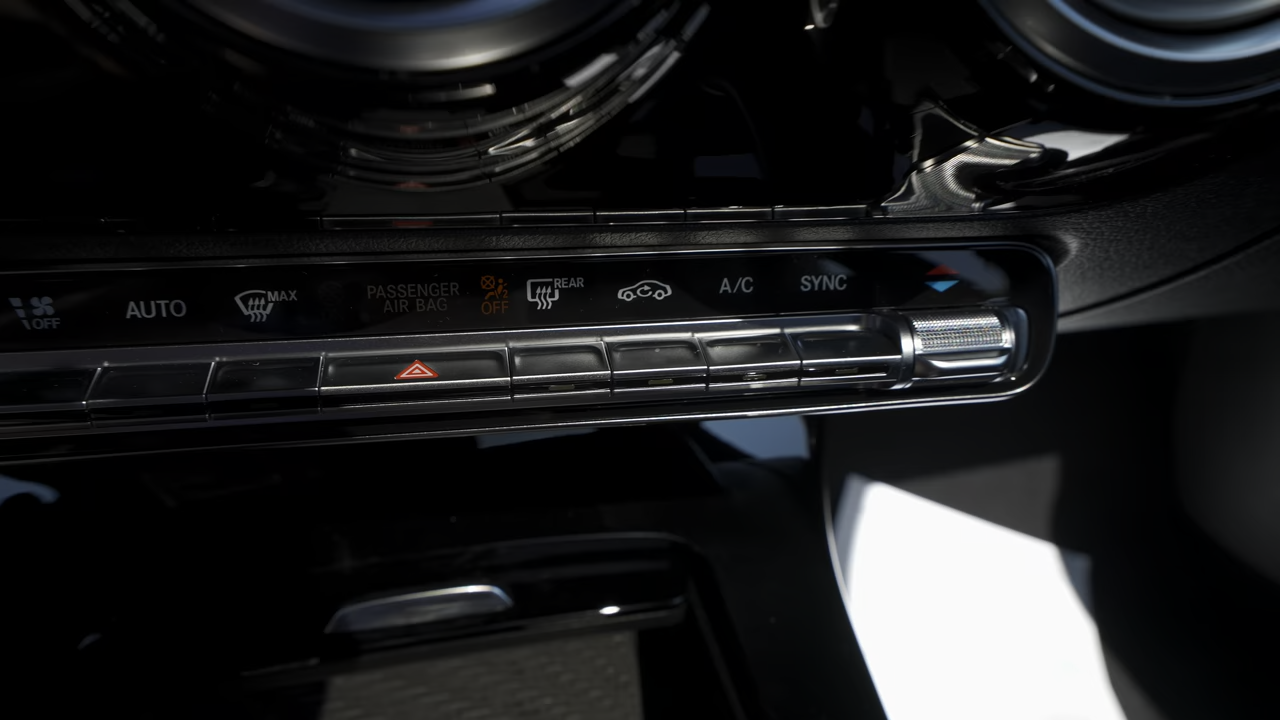 OFF
AUTO
MAX
PASSENGER
AIR BAG
OFF
REAR
A/C
SYNC